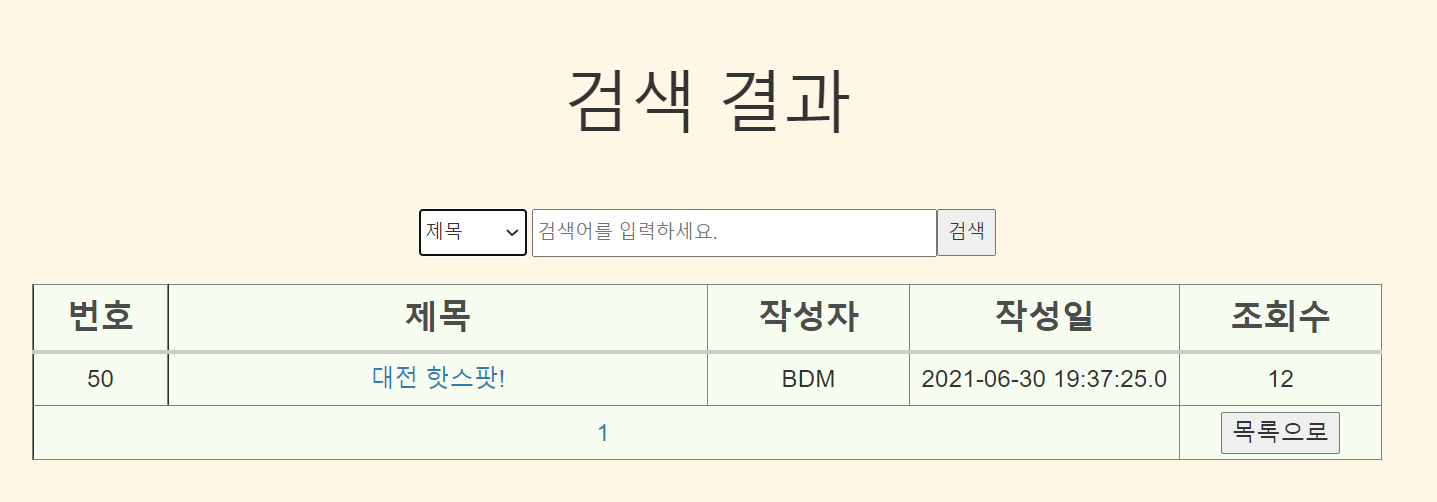 검색 결과
제목 검색어를 입력하세요. 검색
번호 제목 작성자 작성일 조회수
50 대전 핫스팟! BDM 2021-06-30 19:37:25.0 12
1 목록으로